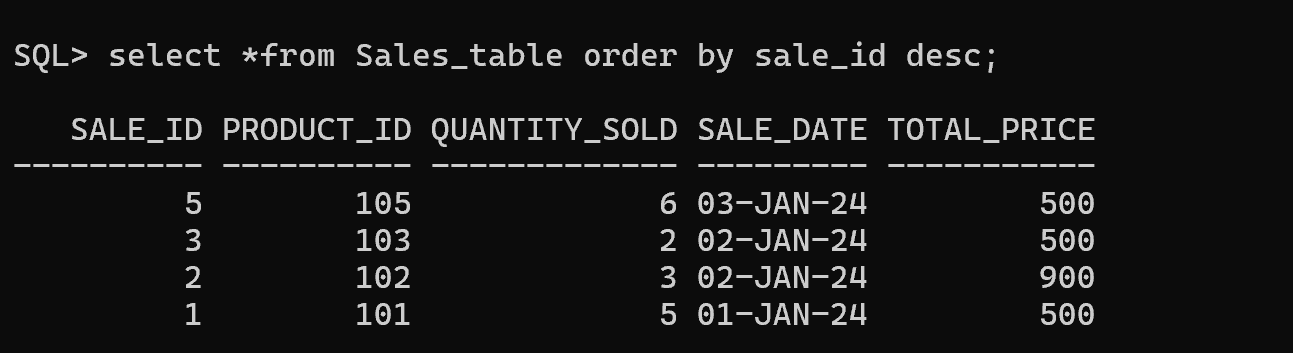 SQL> select *from Sales_table order by sale_id desc;
   SALE_ID PRODUCT_ID QUANTITY_SOLD SALE_DATE TOTAL_PRICE
---------- ---------- ------------- --------- -----------
         5        105             6 03-JAN-24         500
         3        103             2 02-JAN-24         500
         2        102             3 02-JAN-24         900
         1        101             5 01-JAN-24         500